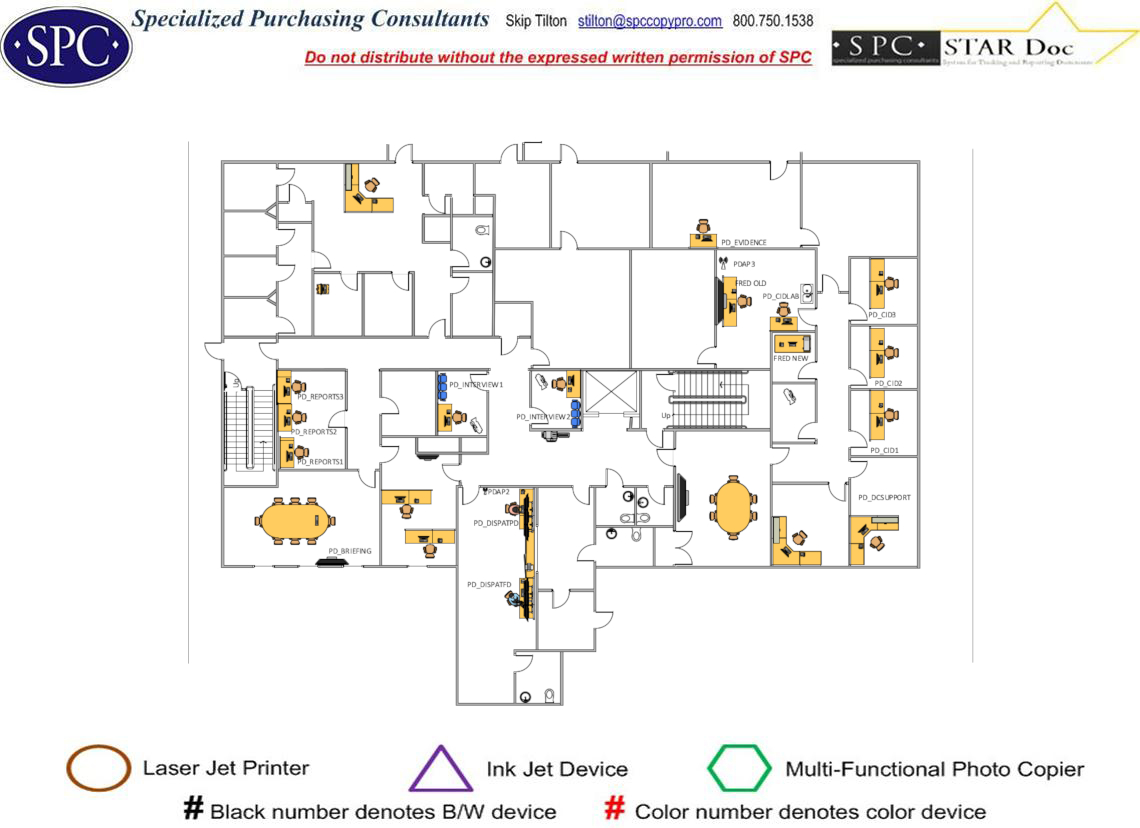 SPC
Specialized Purchasing Consultants Skip Tilton stilton@spccopypro.com 800.750.1538
Do not distribute without the expressed written permission of SPC
· SPC · STAR Doc
specialized purchasing consultants System for Tracking and Reporting Documents
PD_EVIDENCE
PDAP3
FRED OLD
PD_CIDLAB
PD_CID3
FRED NEW
Up
PD_INTERVIEW1
PD_CID2
PD_REPORTS3
PD_INTERVIEW2
Up
PD_REPORTS2
PD_CID1
PD_REPORTS1
PDAP2
PD_DCSUPPORT
PD_DISPATPD
PD_BRIEFING
PD_DISPATFD
Laser Jet Printer
Ink Jet Device
Multi-Functional Photo Copier
# Black number denotes B/W device
# Color number denotes color device